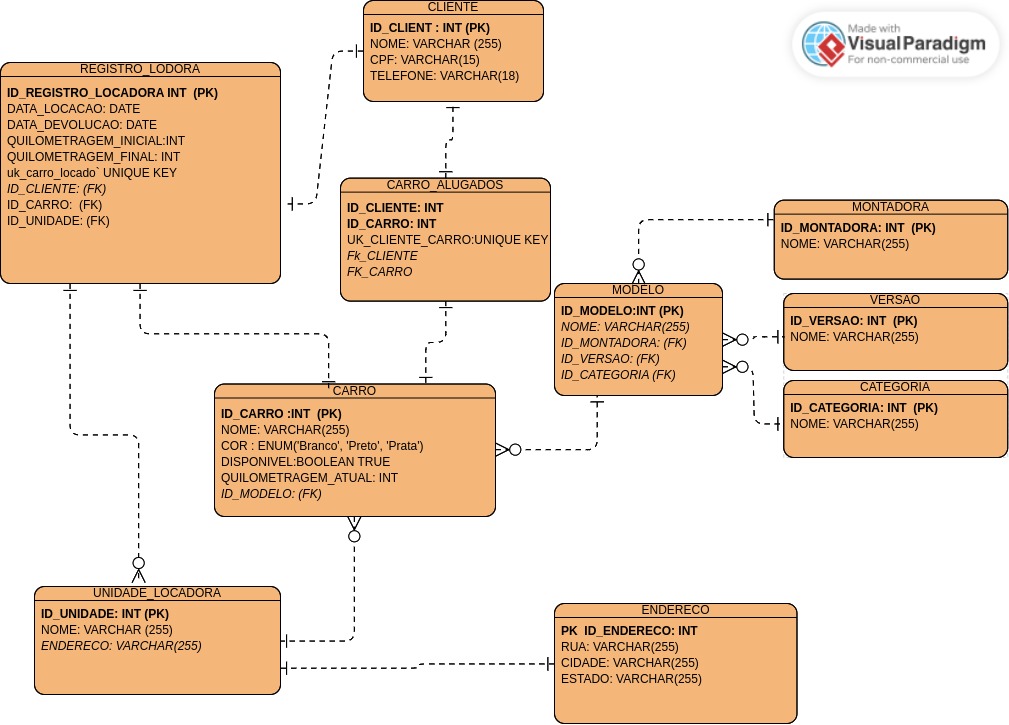 CLIENTE
ID_CLIENT : INT (PK)
NOME: VARCHAR (255)
CPF: VARCHAR(15)
TELEFONE: VARCHAR(18)
Made with
Visual Paradigm
For non-commercial use
REGISTRO_LODORA
ID_REGISTRO_LOCADORA INT (PK)
DATA_LOCACAO: DATE
DATA_DEVOLUCAO: DATE
QUILOMETRAGEM_INICIAL:INT
QUILOMETRAGEM_FINAL: INT
uk_carro_locado` UNIQUE KEY
ID_CLIENTE: (FK)
ID_CARRO: (FK)
ID_UNIDADE: (FK)
CARRO_ALUGADOS
ID_CLIENTE: INT
ID_CARRO: INT
UK_CLIENTE_CARRO:UNIQUE KEY
Fk_CLIENTE
FK_CARRO
MONTADORA
ID_MONTADORA: INT (PK)
NOME: VARCHAR(255)
MODELO
ID_MODELO:INT (PK)
NOME: VARCHAR(255)
ID_MONTADORA: (FK)
ID_VERSAO: (FK)
ID_CATEGORIA (FK)
VERSAO
ID_VERSAO: INT (PK)
NOME: VARCHAR(255)
CATEGORIA
ID_CATEGORIA: INT (PK)
NOME: VARCHAR(255)
CARRO
ID_CARRO :INT (PK)
NOME: VARCHAR(255)
COR : ENUM('Branco', 'Preto', 'Prata')
DISPONIVEL:BOOLEAN TRUE
QUILOMETRAGEM_ATUAL: INT
ID_MODELO: (FK)
UNIDADE_LOCADORA
ID_UNIDADE: INT (PK)
NOME: VARCHAR (255)
ENDERECO: VARCHAR(255)
ENDERECO
PK ID_ENDERECO: INT
RUA: VARCHAR(255)
CIDADE: VARCHAR(255)
ESTADO: VARCHAR(255)